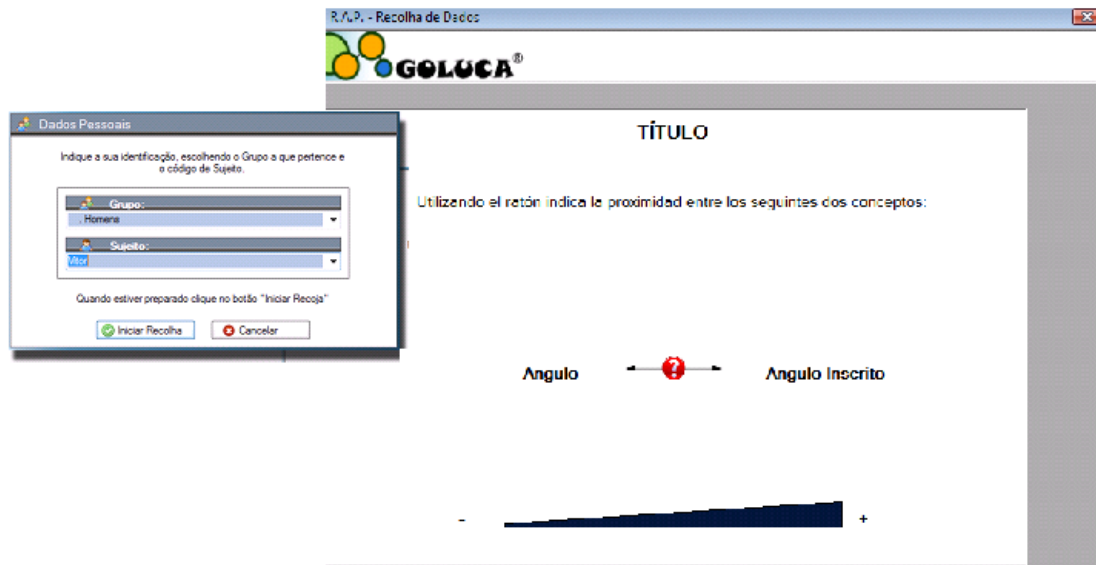 R.A.P. - Recolha de Dados
GOLUCA®
Dados Pessoais
Indique a sua identificação, escolhendo o Grupo a que pertence e
o código de Sujeito.
Grupo:
. Homens
Sujeito:
Vitor
Quando estiver preparado clique no botão "Iniciar Recoja"
Iniciar Recolha
Cancelar
TÍTULO
Utilizando el ratón indica la proximidad entre los seguintes dos conceptos:
Angulo
?
Angulo Inscrito
-
+